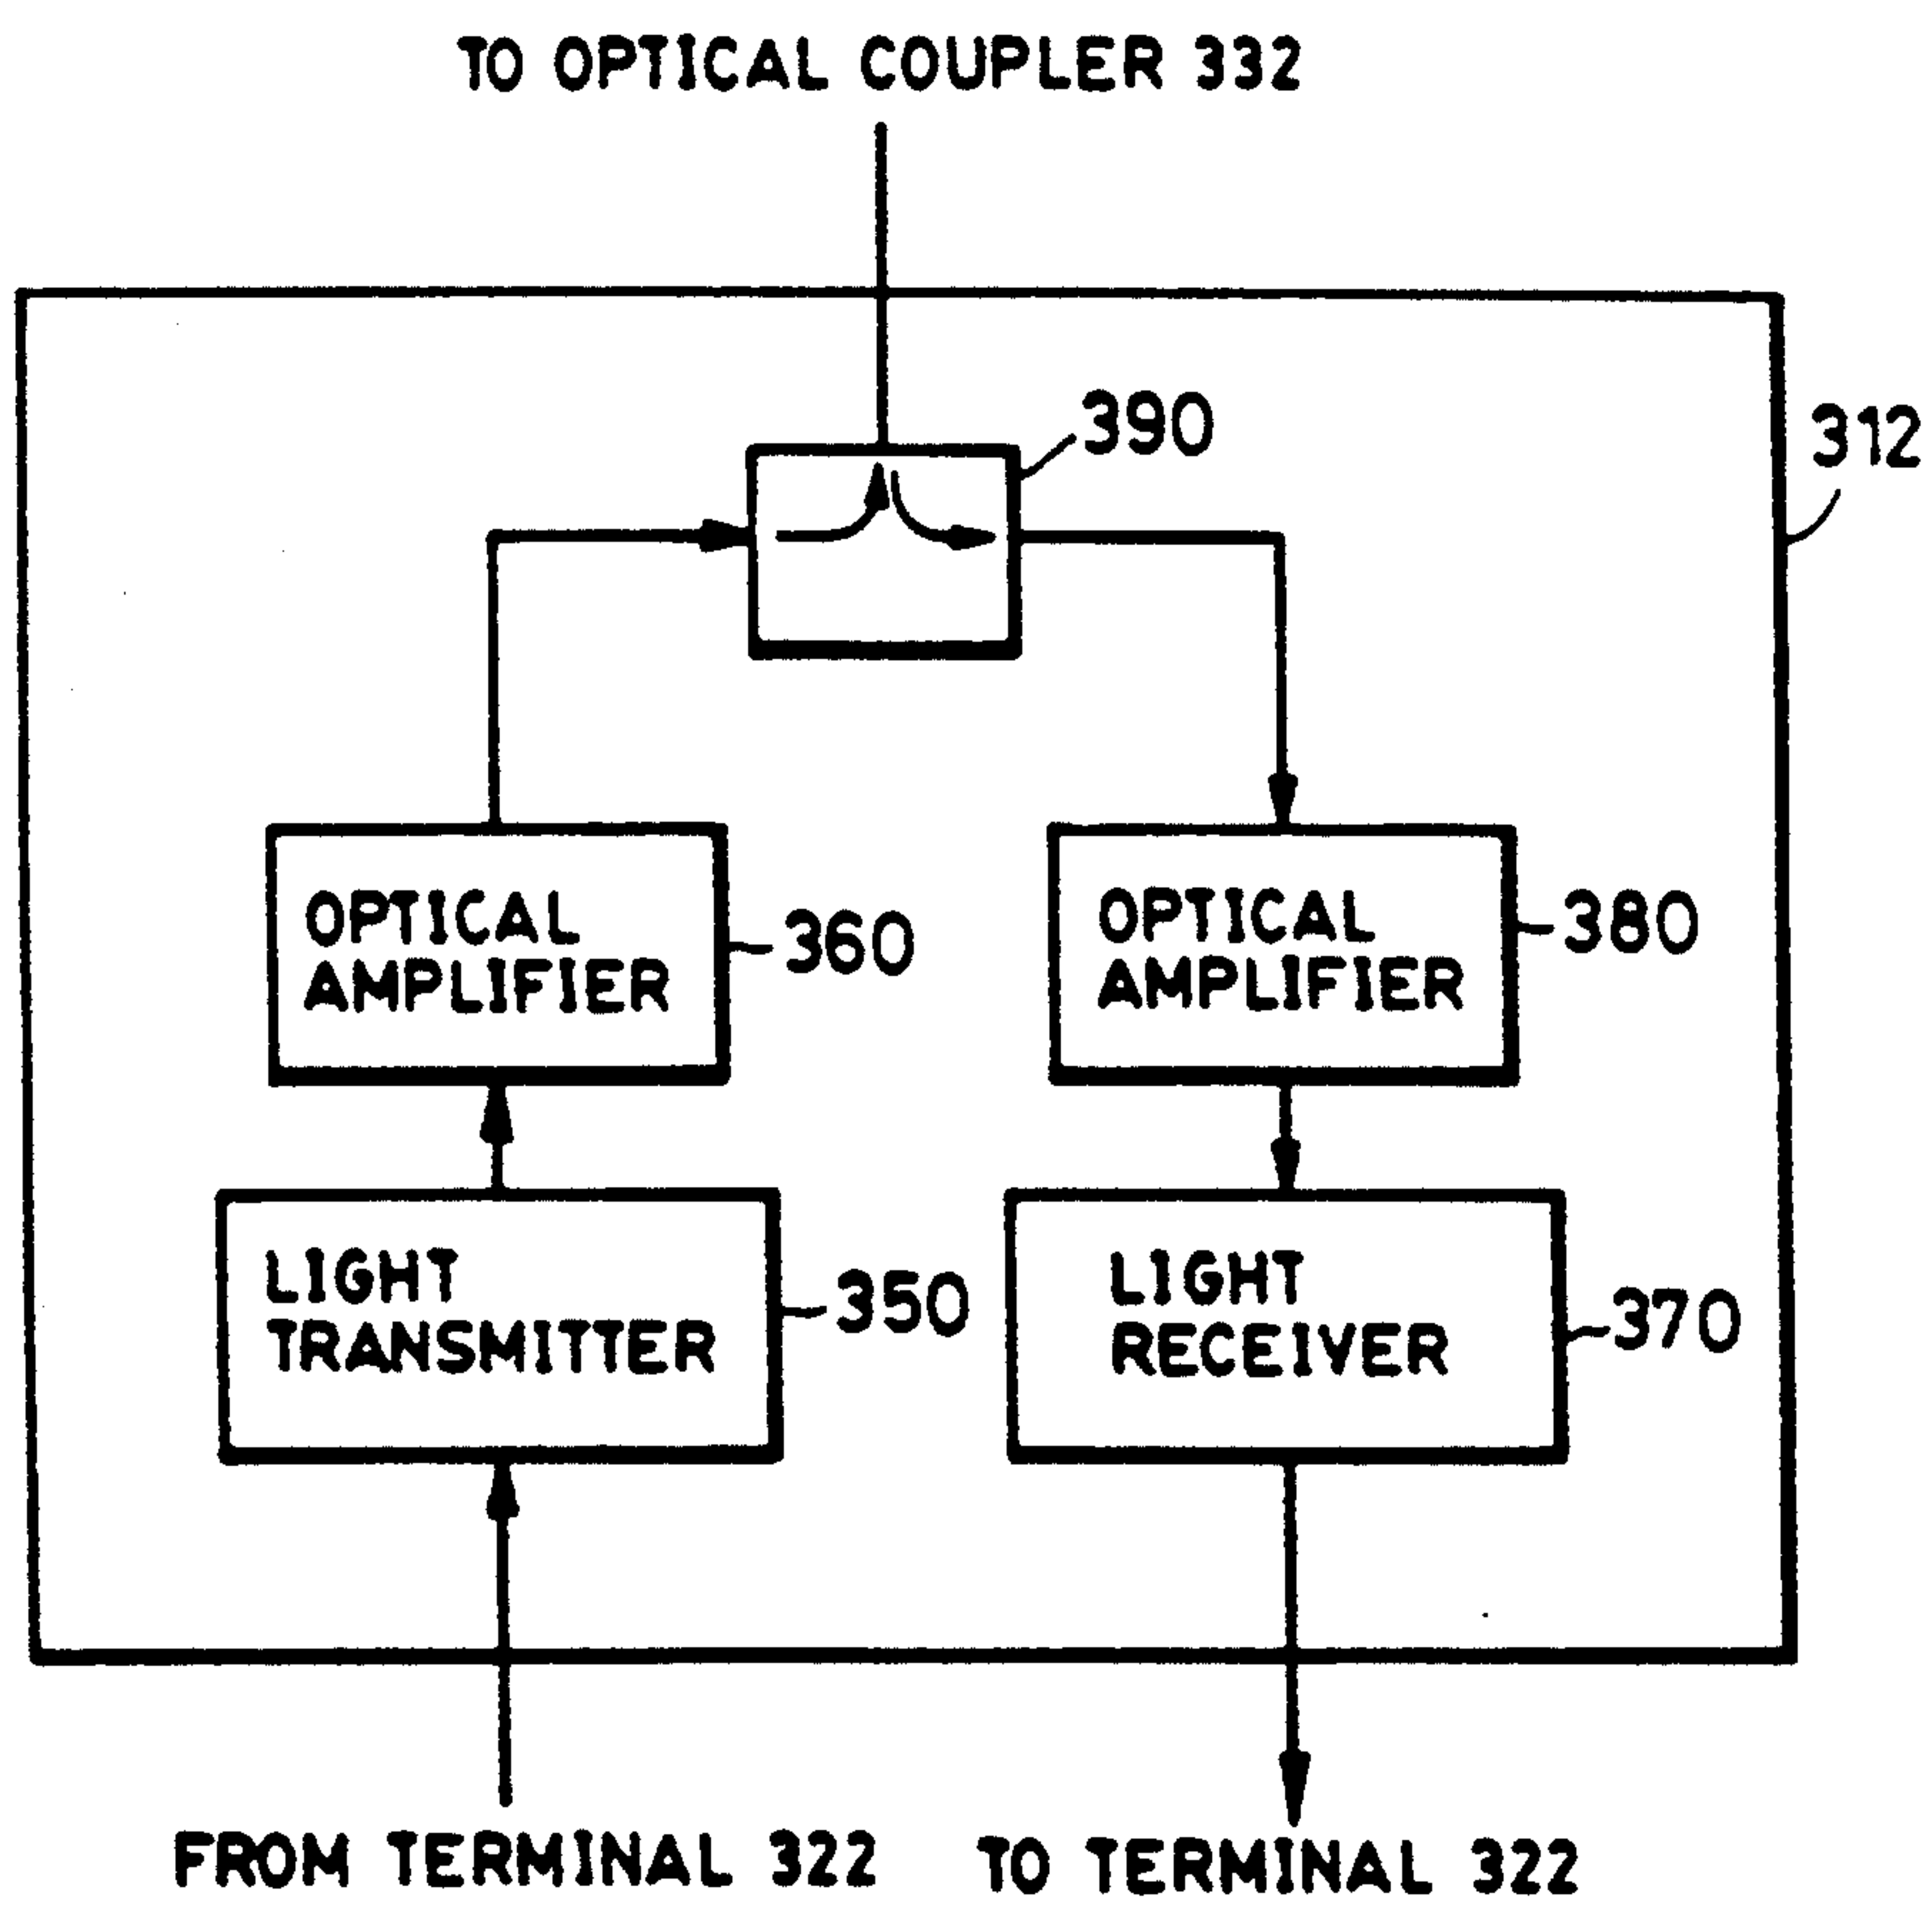 TO OPTICAL COUPLER 332
390
312
OPTICAL
AMPLIFIER
360
OPTICAL
AMPLIFIER
380
LIGHT
TRANSMITTER
350
LIGHT
RECEIVER
370
FROM TERMINAL 322
TO TERMINAL 322